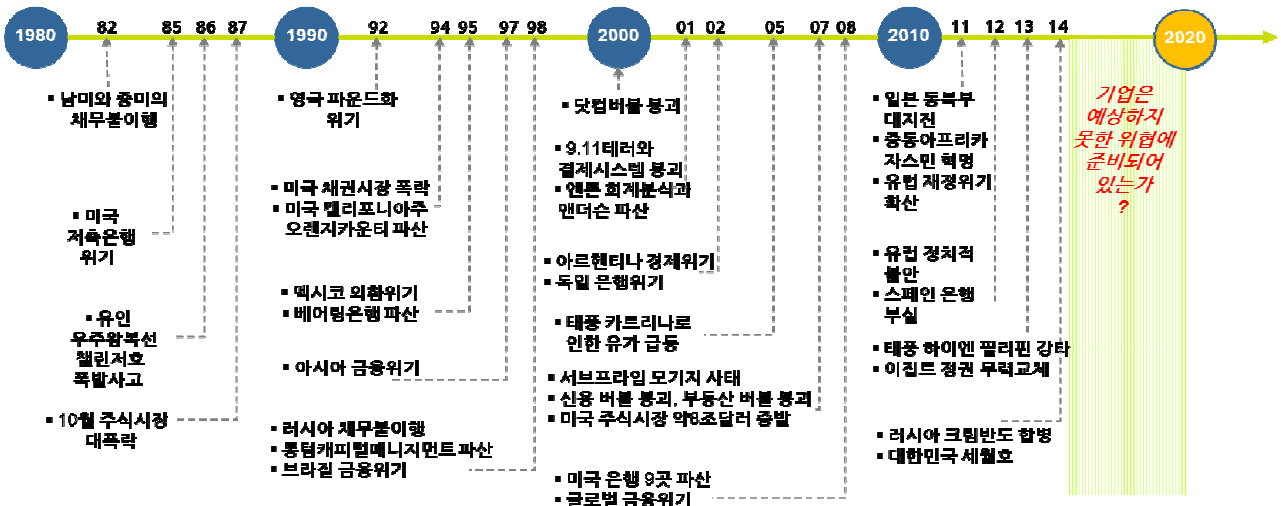 1980 82 85 86 87 1990 92 94 95 97 98 2000 01 02 05 07 08 2010 11 12 13 14 2020
▪ 남미와 중미의
채무불이행
▪ 미국
저축은행
위기
▪ 유인
우주왕복선
챌린저호
폭발사고
▪ 10월 주식시장
대폭락
▪ 영국 파운드화
위기
▪ 미국 채권시장 폭락
▪ 미국 캘리포니아주
오렌지카운티 파산
▪ 멕시코 외환위기
▪ 베어링은행 파산
▪ 아시아 금융위기
▪ 러시아 채무불이행
▪ 롱텀캐피털매니지먼트 파산
▪ 브라질 금융위기
▪ 닷컴버블 붕괴
▪ 9.11테러와
결제시스템 붕괴
▪ 엔론 회계분식과
앤더슨 파산
▪ 아르헨티나 경제위기
▪ 독일 은행위기
▪ 태풍 카트리나로
인한 유가 급등
▪ 서브프라임 모기지 사태
▪ 신용 버블 붕괴, 부동산 버블 붕괴
▪ 미국 주식시장 약8조달러 증발
▪ 미국 은행 9곳 파산
▪ 글로벌 금융위기
▪ 일본 동북부
대지진
▪ 중동아프리카
자스민 혁명
▪ 유럽 재정위기
확산
▪ 유럽 정치적
불안
▪ 스페인 은행
부실
▪ 태풍 하이엔 필리핀 강타
▪ 이집트 정권 무력교체
▪ 러시아 크림반도 합병
▪ 대한민국 세월호
기업은
예상하지
못한 위협에
준비되어
있는가
?